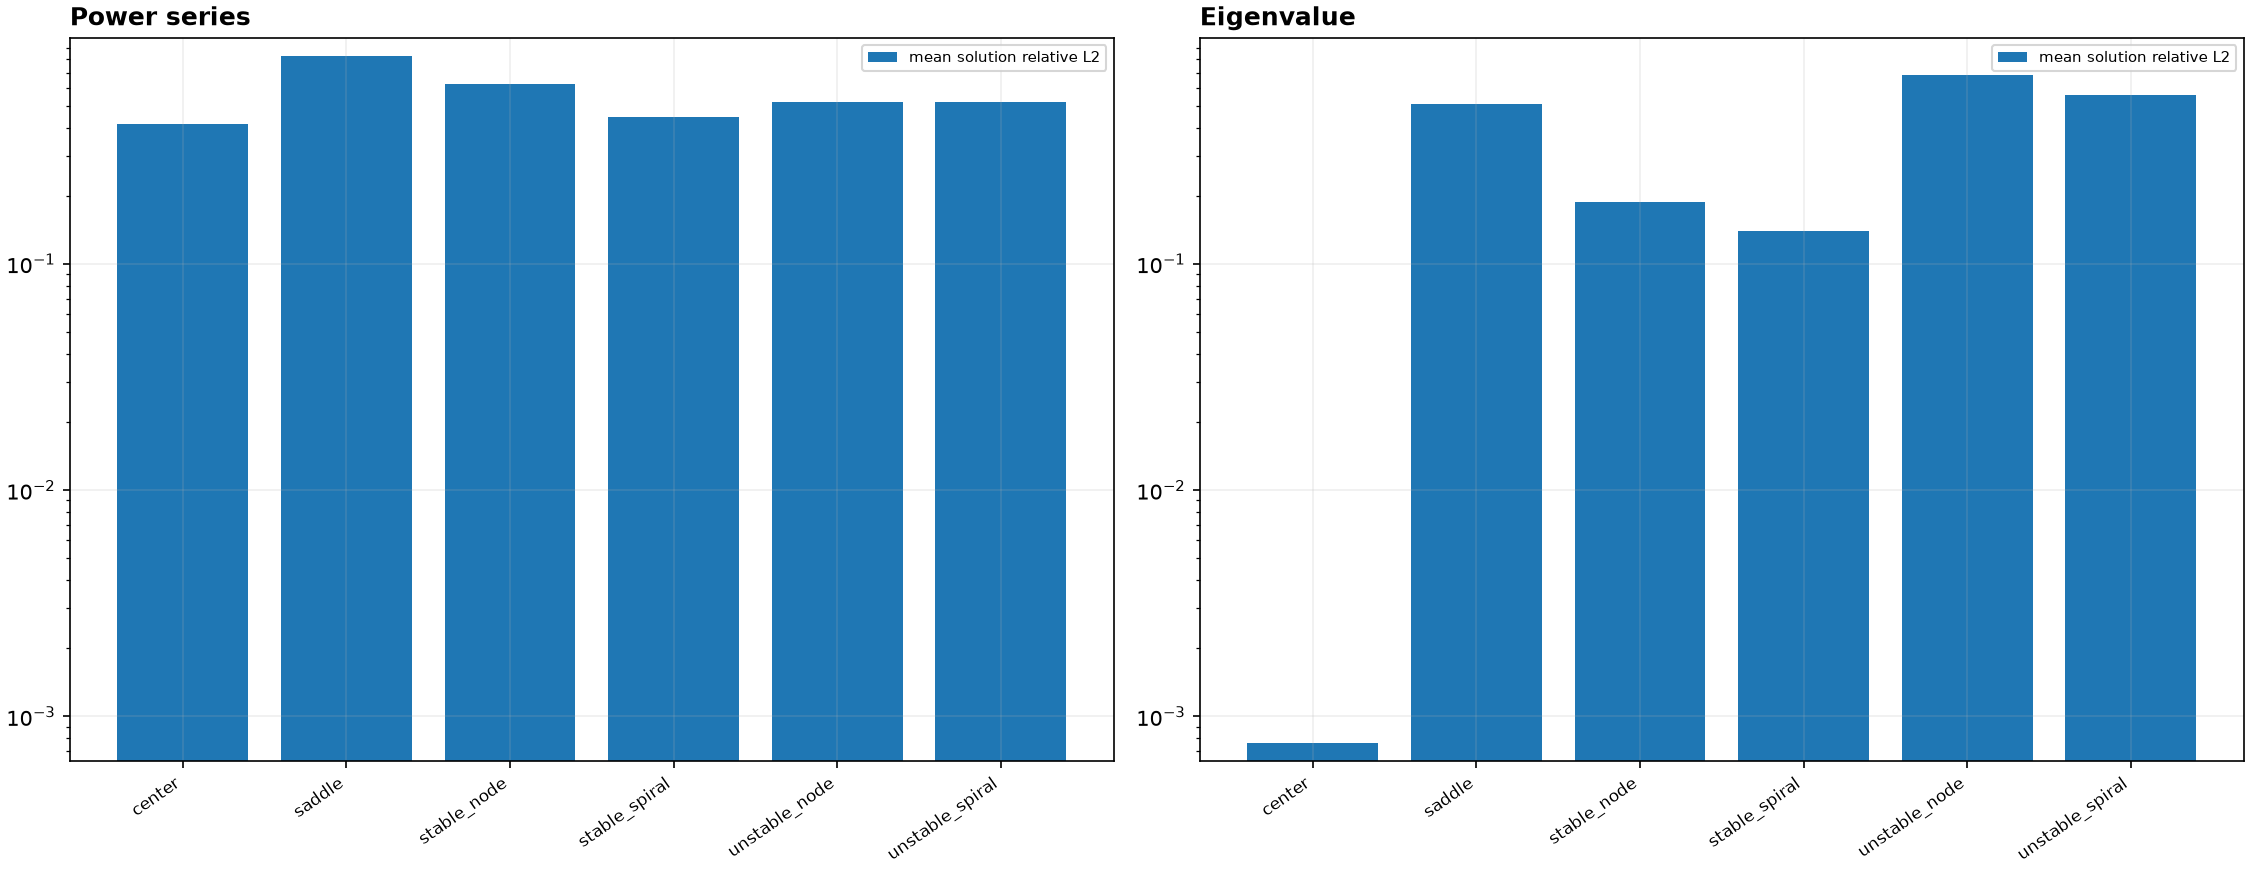 Power series
mean solution relative L2
10⁻¹
10⁻²
10⁻³
center
saddle
stable_node
stable_spiral
unstable_node
unstable_spiral
Eigenvalue
mean solution relative L2
10⁻¹
10⁻²
10⁻³
center
saddle
stable_node
stable_spiral
unstable_node
unstable_spiral